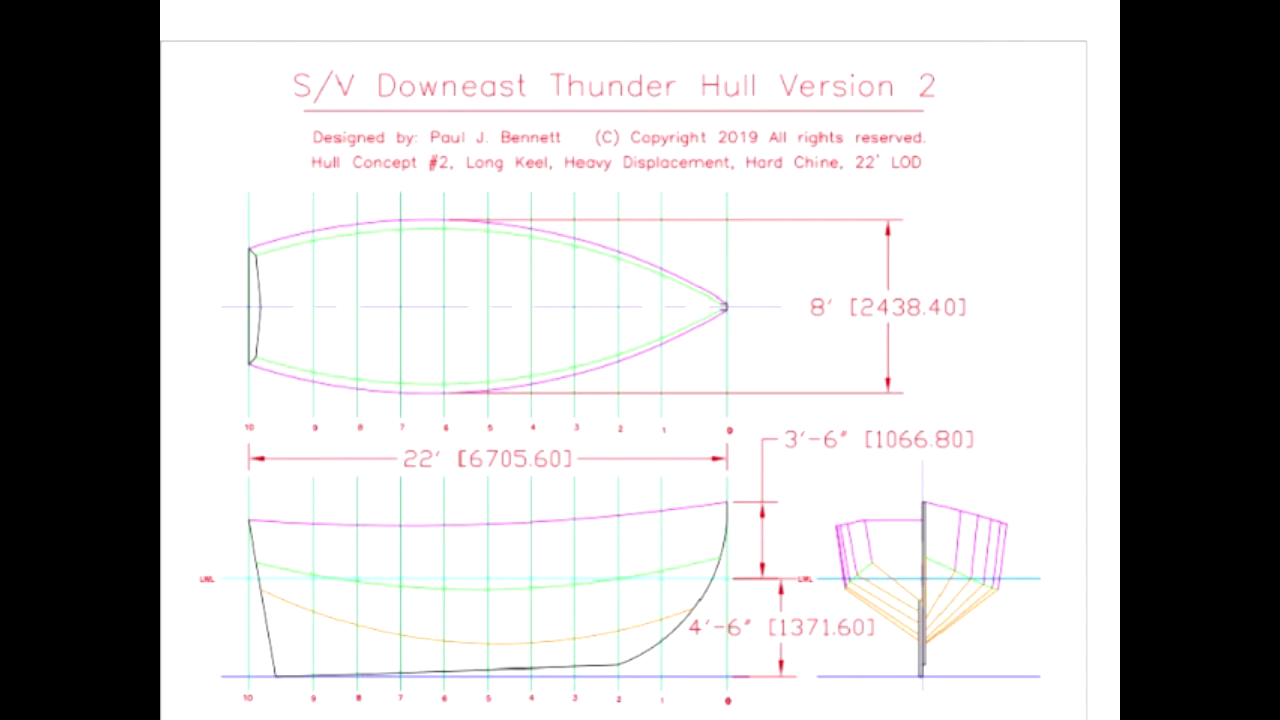 S/V Downeast Thunder Hull Version 2
Designed by: Paul J. Bennett (C) Copyright 2019 All rights reserved.
Hull Concept #2, Long Keel, Heavy Displacement, Hard Chine, 22' LOD
8' [2438.40]
10 9 8 7 6 5 4 3 2 1 0
3'-6" [1066.80]
22' [6705.60]
LWL LWL
4'-6" [1371.60]
10 9 8 7 6 5 4 3 2 1 0